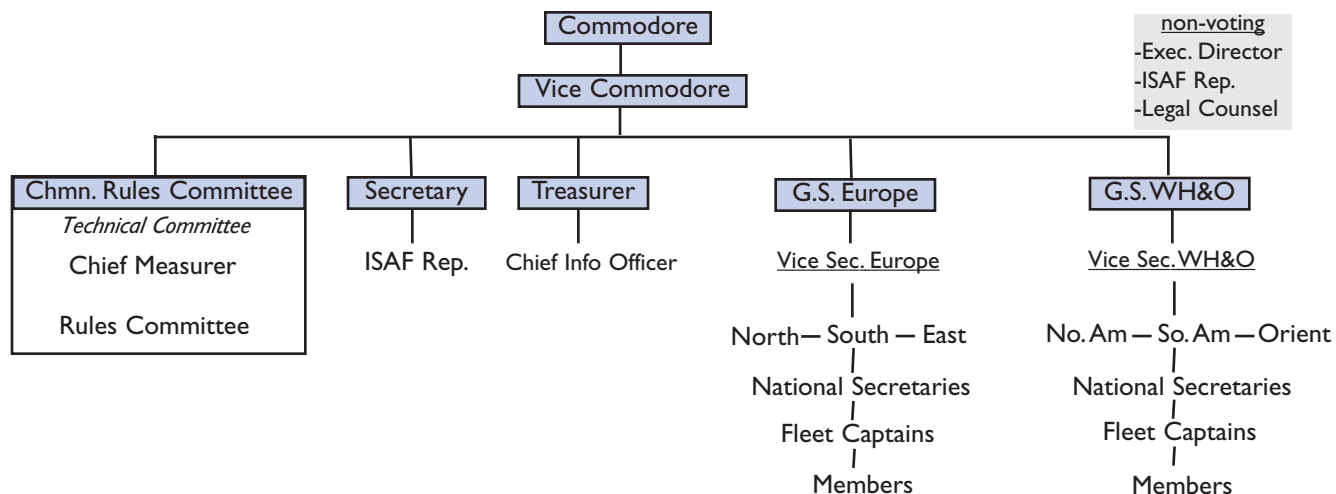 Commodore
non-voting
-Exec. Director
-ISAF Rep.
-Legal Counsel
Vice Commodore
Chmn. Rules Committee
Technical Committee
Chief Measurer
Rules Committee
Secretary
ISAF Rep.
Treasurer
Chief Info Officer
G.S. Europe
Vice Sec. Europe
North — South — East
National Secretaries
Fleet Captains
Members
G.S. WH&O
Vice Sec. WH&O
No. Am — So. Am — Orient
National Secretaries
Fleet Captains
Members